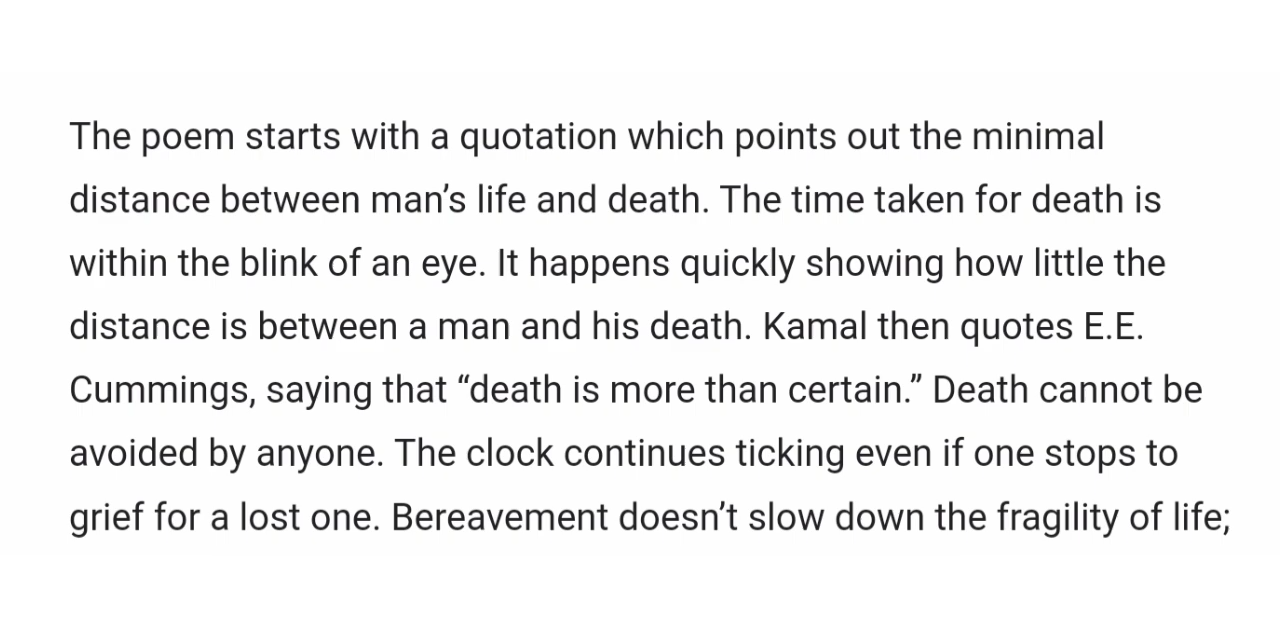 The poem starts with a quotation which points out the minimal
distance between man’s life and death. The time taken for death is
within the blink of an eye. It happens quickly showing how little the
distance is between a man and his death. Kamal then quotes E.E.
Cummings, saying that “death is more than certain.” Death cannot be
avoided by anyone. The clock continues ticking even if one stops to
grief for a lost one. Bereavement doesn’t slow down the fragility of life;